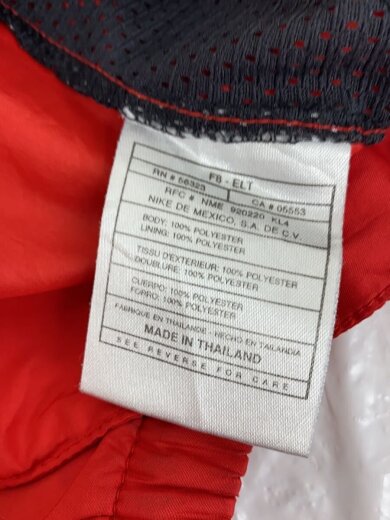 F8 - ELT
RN # 56323 CA # 05553
RFC # NME 920220 KL4
NIKE DE MEXICO, S.A. DE C.V.
BODY: 100% POLYESTER
LINING: 100% POLYESTER
TISSU D'EXTERIEUR: 100% POLYESTER
DOUBLURE: 100% POLYESTER
CUERPO: 100% POLYESTER
FORRO: 100% POLYESTER
FABRIQUE EN THAILANDE - HECHO EN TAILANDIA
MADE IN THAILAND
SEE REVERSE FOR CARE